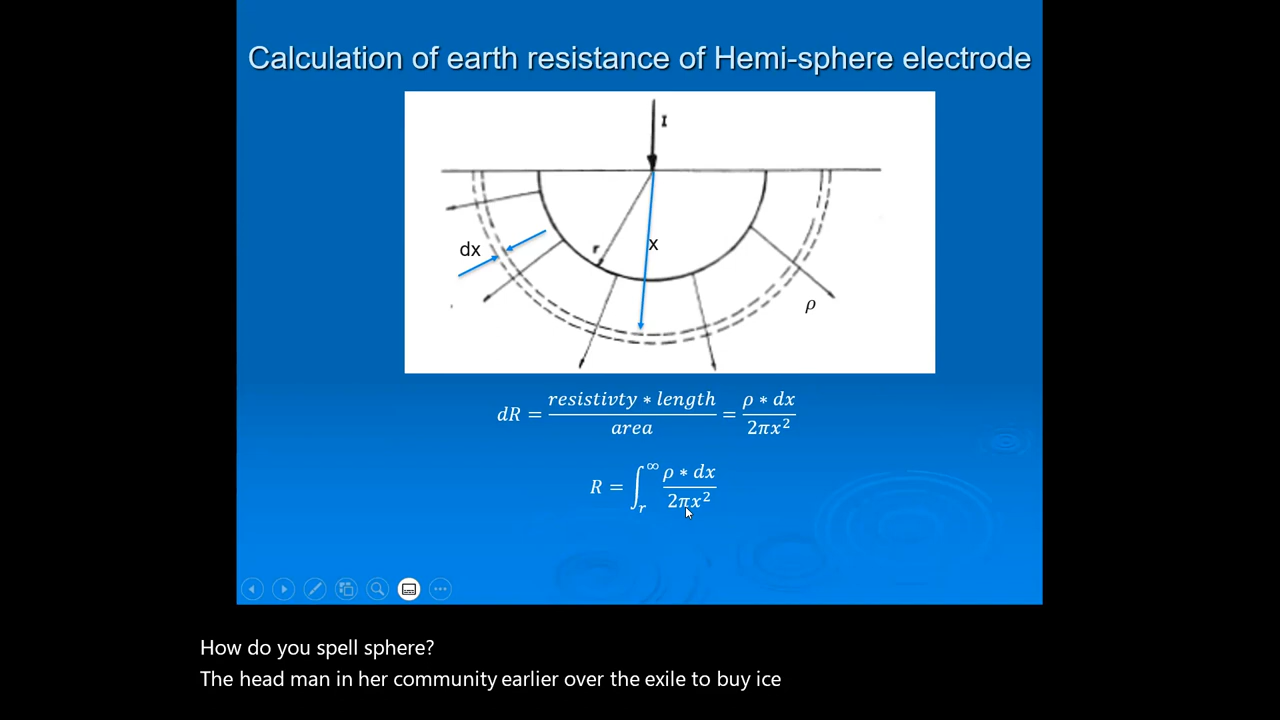 Calculation of earth resistance of Hemi-sphere electrode
I
dx
r
x
ρ
dR = resistivty * length / area = ρ * dx / 2πx²
R = ∫_r^∞ ρ * dx / 2πx²
How do you spell sphere?
The head man in her community earlier over the exile to buy ice